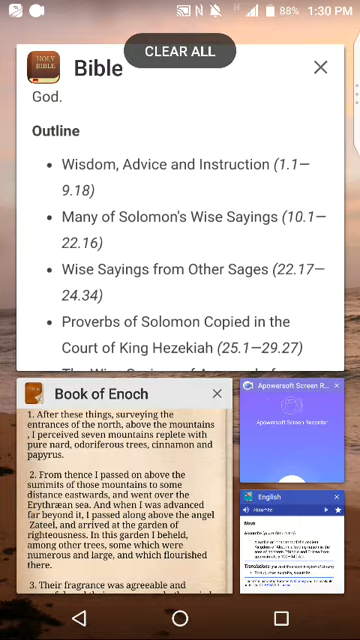 88% 1:30 PM
CLEAR ALL
HOLY
BIBLE
Bible
God.
Outline
• Wisdom, Advice and Instruction (1.1—
9.18)
• Many of Solomon's Wise Sayings (10.1—
22.16)
• Wise Sayings from Other Sages (22.17—
24.34)
• Proverbs of Solomon Copied in the
Court of King Hezekiah (25.1—29.27)
Book of Enoch
1. After these things, surveying the
entrances of the north, above the mountains
, I perceived seven mountains replete with
pure nard, odoriferous trees, cinnamon and
papyrus.
2. From thence I passed on above the
summits of those mountains to some
distance eastwards, and went over the
Erythræan sea. And when I was advanced
far beyond it, I passed along above the angel
Zateel, and arrived at the garden of
righteousness. In this garden I beheld,
among other trees, some which were
numerous and large, and which flourished
there.
3. Their fragrance was agreeable and
Apowersoft Screen R...
Apowersoft Screen Recorder
English